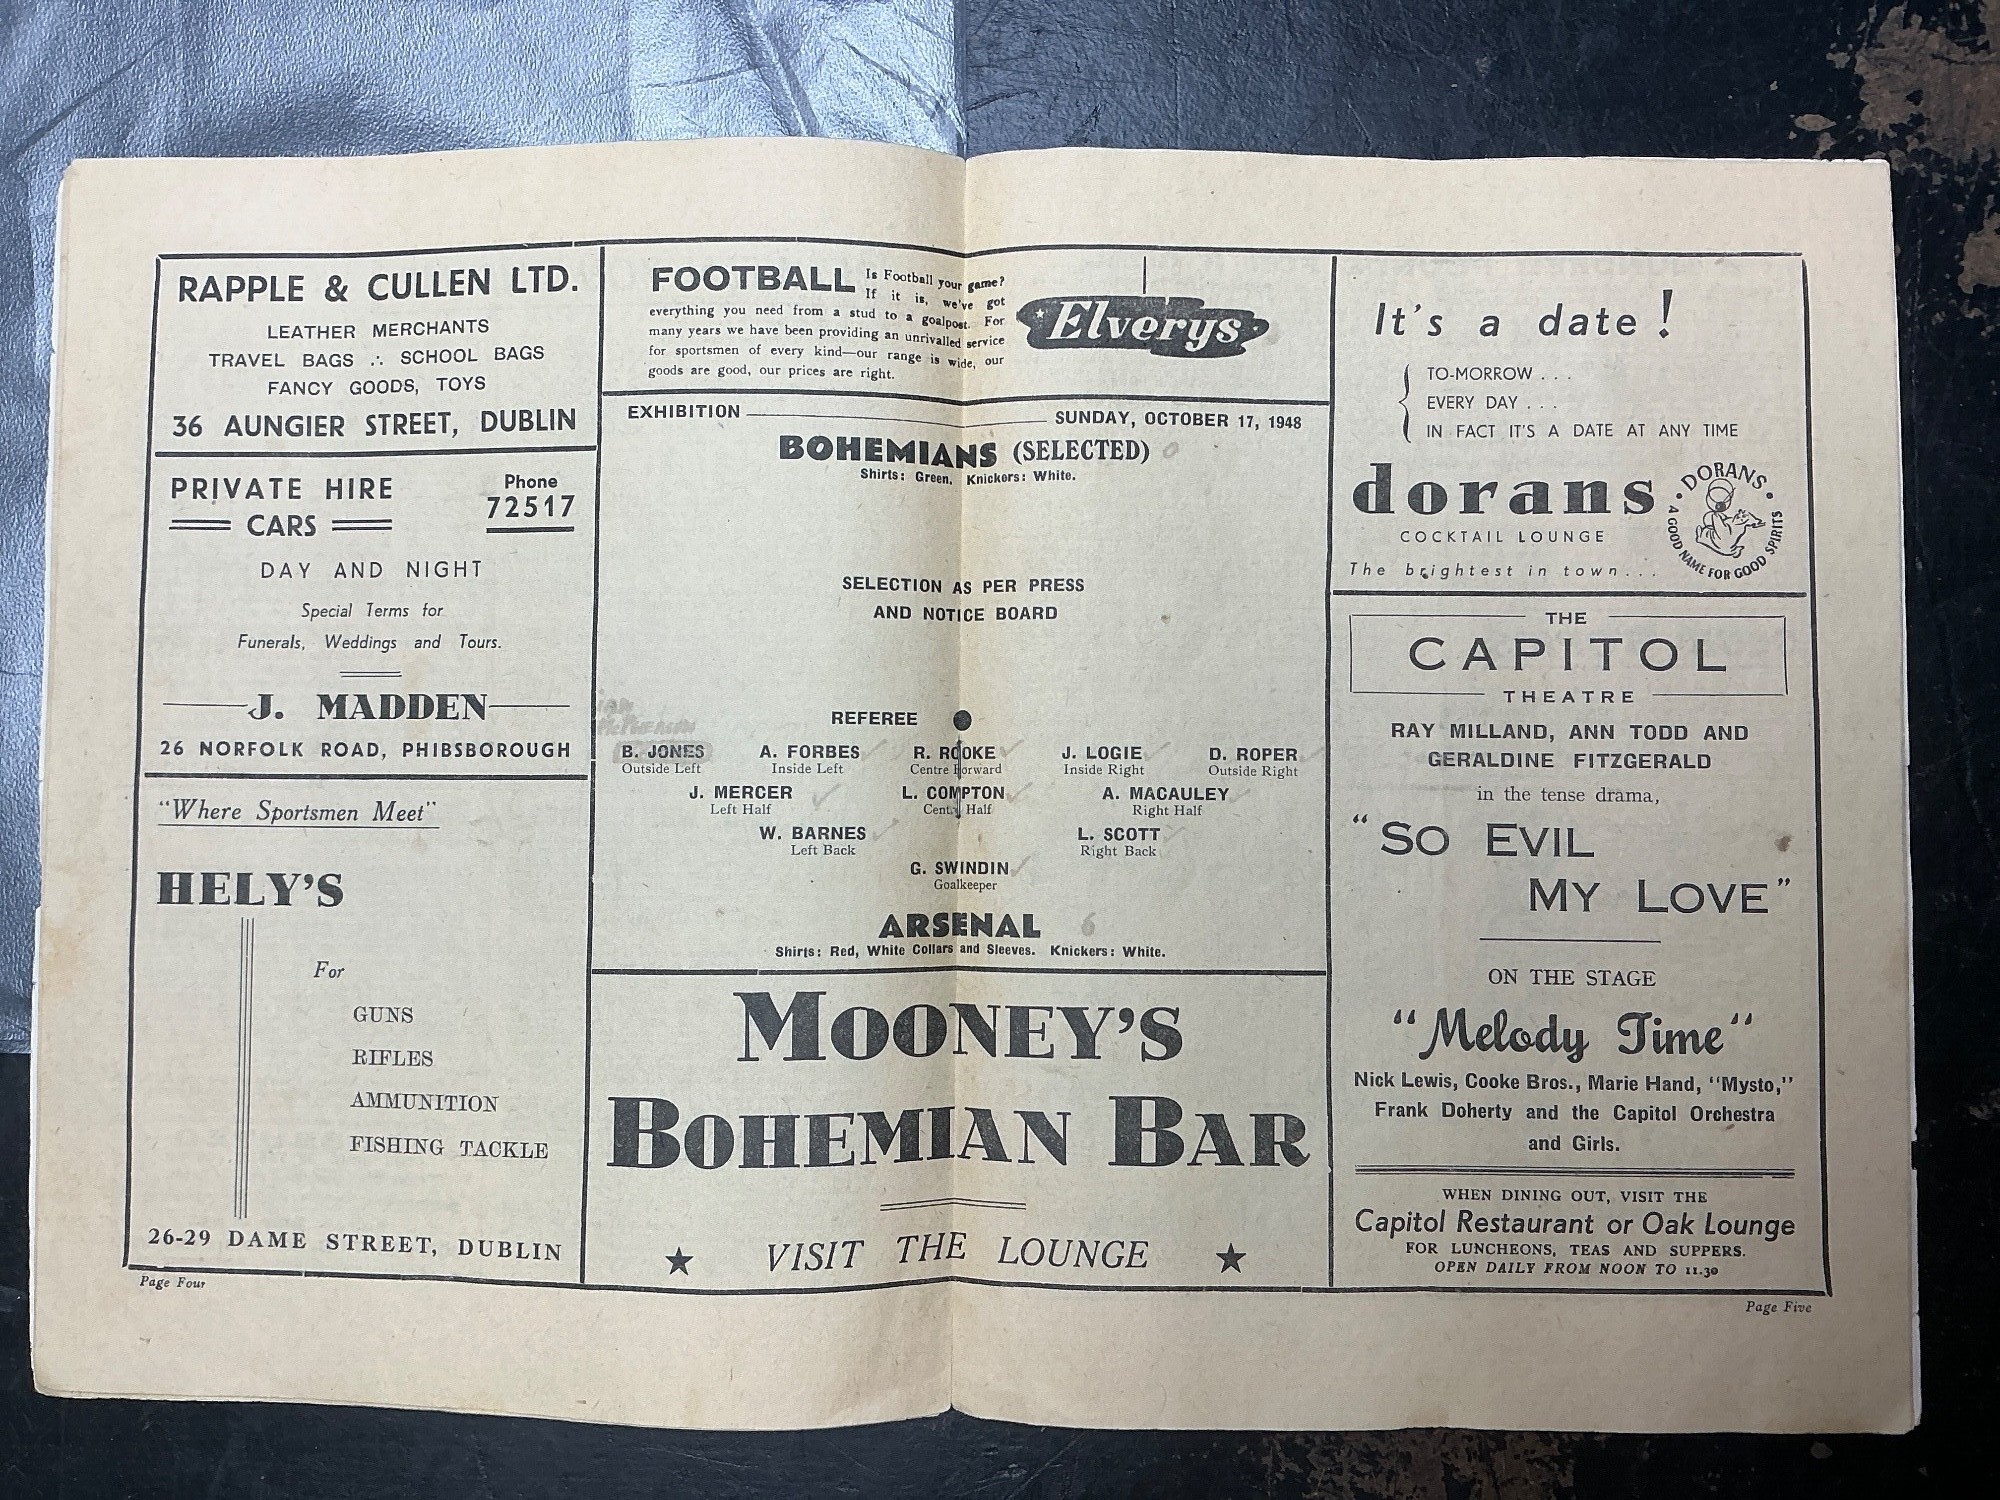 RAPPLE & CULLEN LTD.
LEATHER MERCHANTS
TRAVEL BAGS ∴ SCHOOL BAGS
FANCY GOODS, TOYS
36 AUNGIER STREET, DUBLIN
PRIVATE HIRE
CARS
Phone
72517
DAY AND NIGHT
Special Terms for
Funerals, Weddings and Tours.
J. MADDEN
26 NORFOLK ROAD, PHIBSBOROUGH
"Where Sportsmen Meet"
HELY'S
For
GUNS
RIFLES
AMMUNITION
FISHING TACKLE
26-29 DAME STREET, DUBLIN
Page Four
FOOTBALL Is Football your game?
If it is, we've got
everything you need from a stud to a goalpost. For
many years we have been providing an unrivalled service
for sportsmen of every kind—our range is wide, our
goods are good, our prices are right.
Elverys
EXHIBITION SUNDAY, OCTOBER 17, 1948
BOHEMIANS (SELECTED) 0
Shirts: Green. Knickers: White.
SELECTION AS PER PRESS
AND NOTICE BOARD
REFEREE
B. JONES A. FORBES R. ROOKE J. LOGIE D. ROPER
Outside Left Inside Left Centre Forward Inside Right Outside Right
J. MERCER L. COMPTON A. MACAULEY
Left Half Centre Half Right Half
W. BARNES L. SCOTT
Left Back Right Back
G. SWINDIN
Goalkeeper
ARSENAL 6
Shirts: Red, White Collars and Sleeves. Knickers: White.
MOONEY'S
BOHEMIAN BAR
★ VISIT THE LOUNGE ★
It's a date!
TO-MORROW . . .
EVERY DAY . . .
IN FACT IT'S A DATE AT ANY TIME
dorans
COCKTAIL LOUNGE
The brightest in town...
• DORANS •
A GOOD NAME FOR GOOD SPIRITS
THE
CAPITOL
THEATRE
RAY MILLAND, ANN TODD AND
GERALDINE FITZGERALD
in the tense drama,
"SO EVIL
MY LOVE"
ON THE STAGE
"Melody Time"
Nick Lewis, Cooke Bros., Marie Hand, "Mysto,"
Frank Doherty and the Capitol Orchestra
and Girls.
WHEN DINING OUT, VISIT THE
Capitol Restaurant or Oak Lounge
FOR LUNCHEONS, TEAS AND SUPPERS.
OPEN DAILY FROM NOON TO 11.30
Page Five